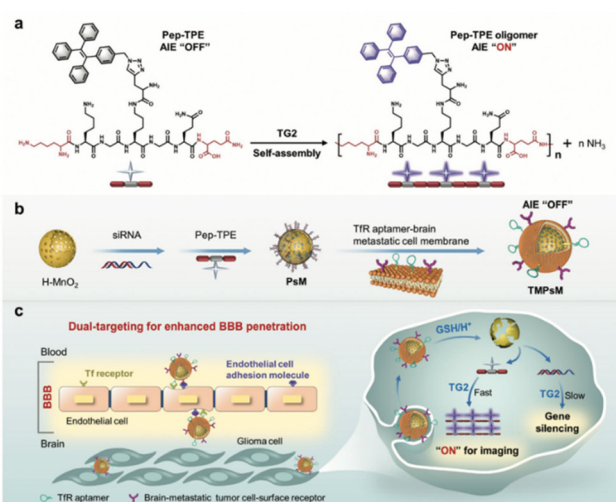 a
Pep-TPE
AIE “OFF”
Pep-TPE oligomer
AIE “ON”
N=N
N
NH₂
O
HN
NH₂
O
NH₂
H₂N
NH₂
O
H
N
O
N
H
OH
TG2
Self-assembly
n
+ n NH₃
b
siRNA
Pep-TPE
TfR aptamer-brain
metastatic cell membrane
AIE “OFF”
H-MnO₂
PsM
TMPsM
c
Dual-targeting for enhanced BBB penetration
Blood
Tf receptor
Endothelial cell
adhesion molecule
BBB
Endothelial cell
Brain
Glioma cell
GSH/H⁺
TG2
Fast
TG2
Slow
Gene
silencing
“ON” for imaging
TfR aptamer
Brain-metastatic tumor cell-surface receptor